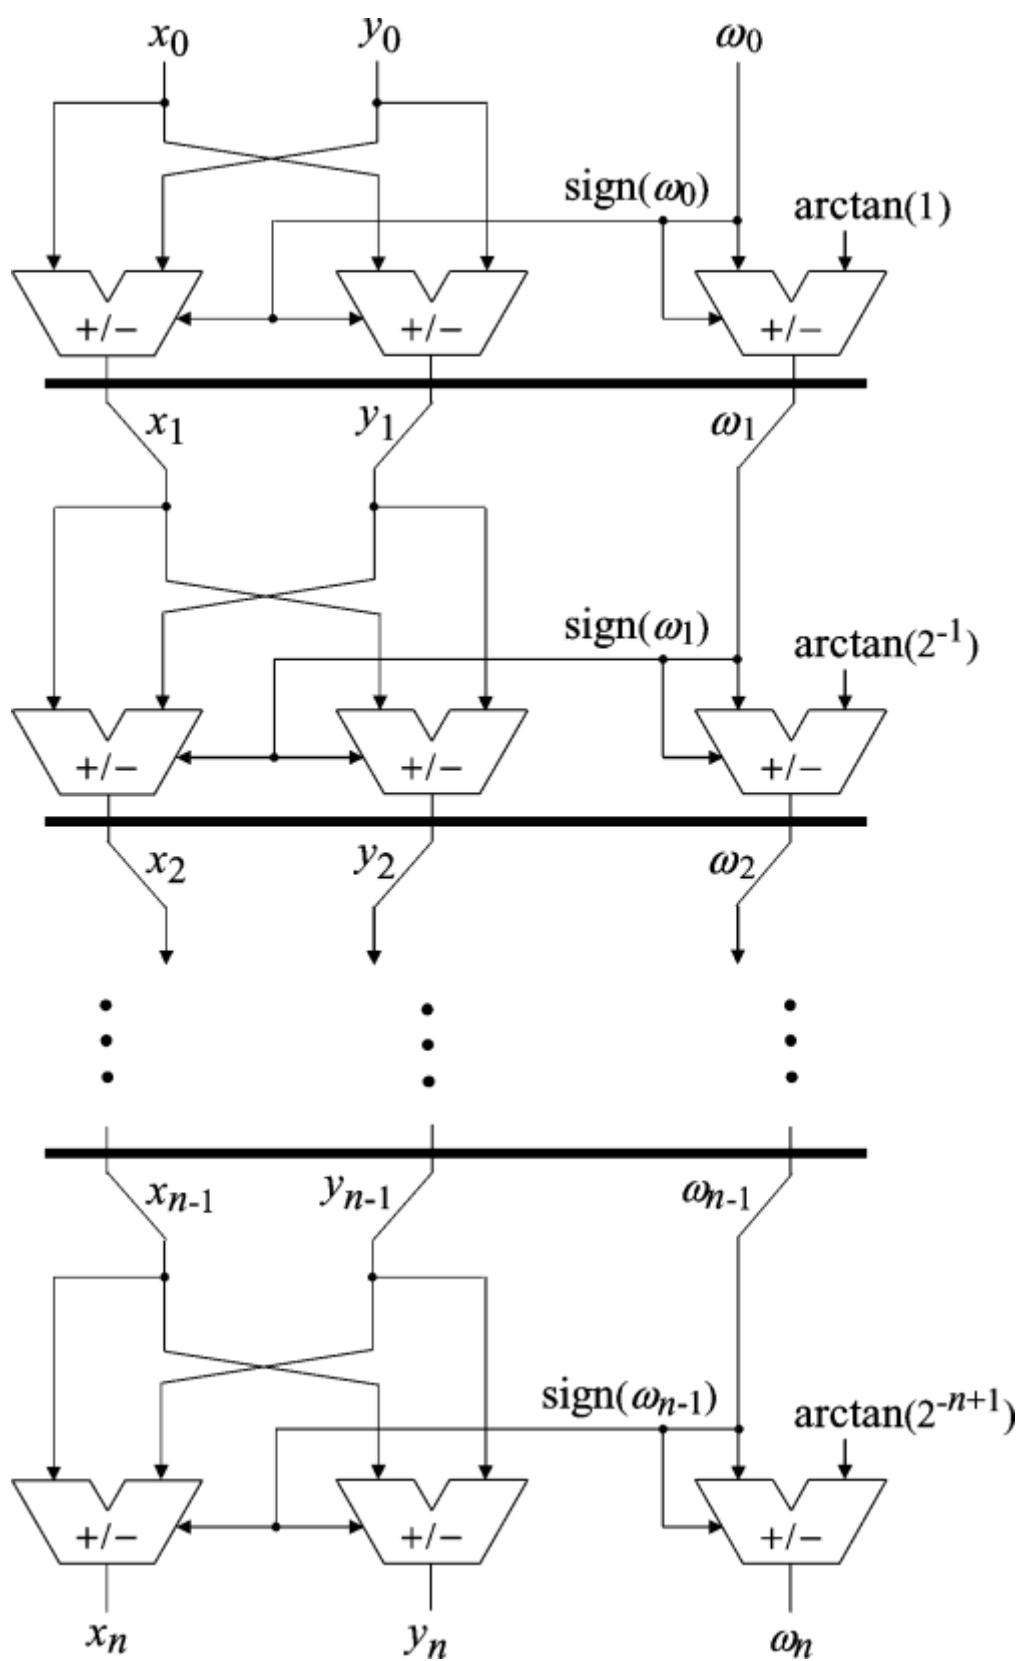 x₀ y₀ ω₀
sign(ω₀) arctan(1)
+/− +/− +/−
x₁ y₁ ω₁
sign(ω₁) arctan(2⁻¹)
+/− +/− +/−
x₂ y₂ ω₂
xₙ₋₁ yₙ₋₁ ωₙ₋₁
sign(ωₙ₋₁) arctan(2⁻ⁿ⁺¹)
+/− +/− +/−
xₙ yₙ ωₙ